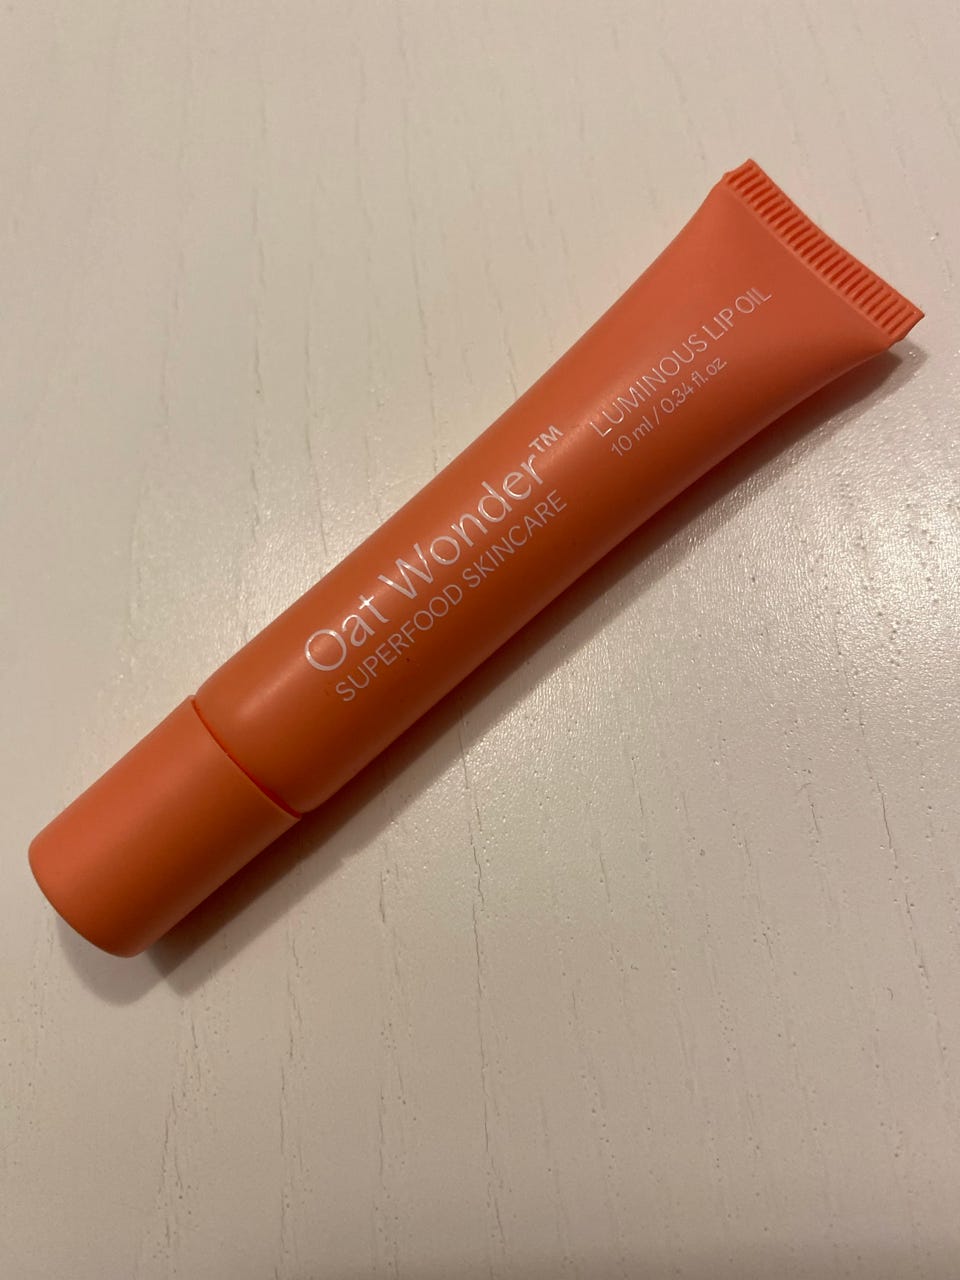 Oat Wonder™
SUPERFOOD SKINCARE
LUMINOUS LIP OIL
10 ml / 0.34 fl. oz.